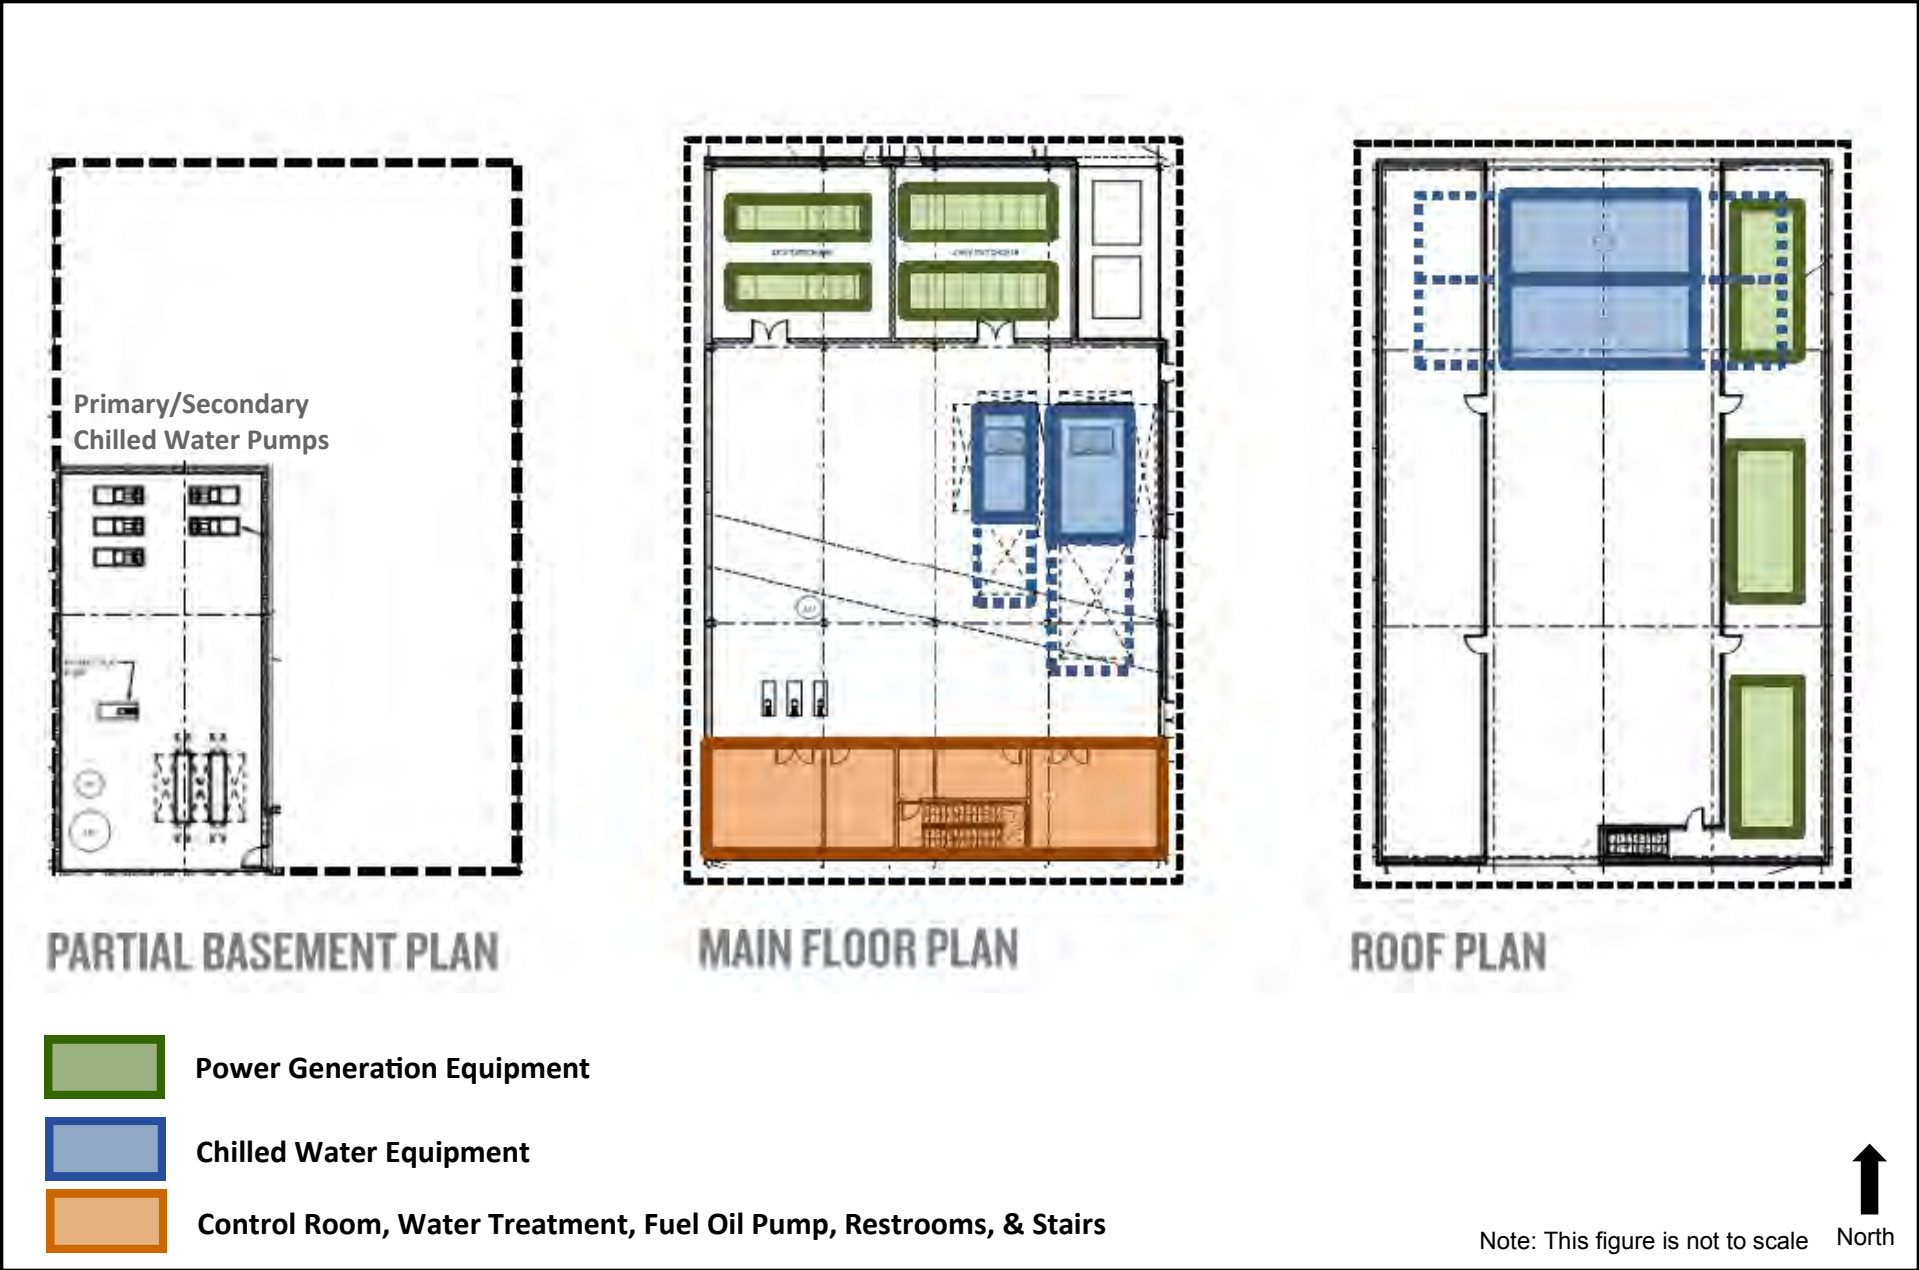 Primary/Secondary
Chilled Water Pumps
PARTIAL BASEMENT PLAN
MAIN FLOOR PLAN
ROOF PLAN
Power Generation Equipment
Chilled Water Equipment
Control Room, Water Treatment, Fuel Oil Pump, Restrooms, & Stairs
Note: This figure is not to scale
North